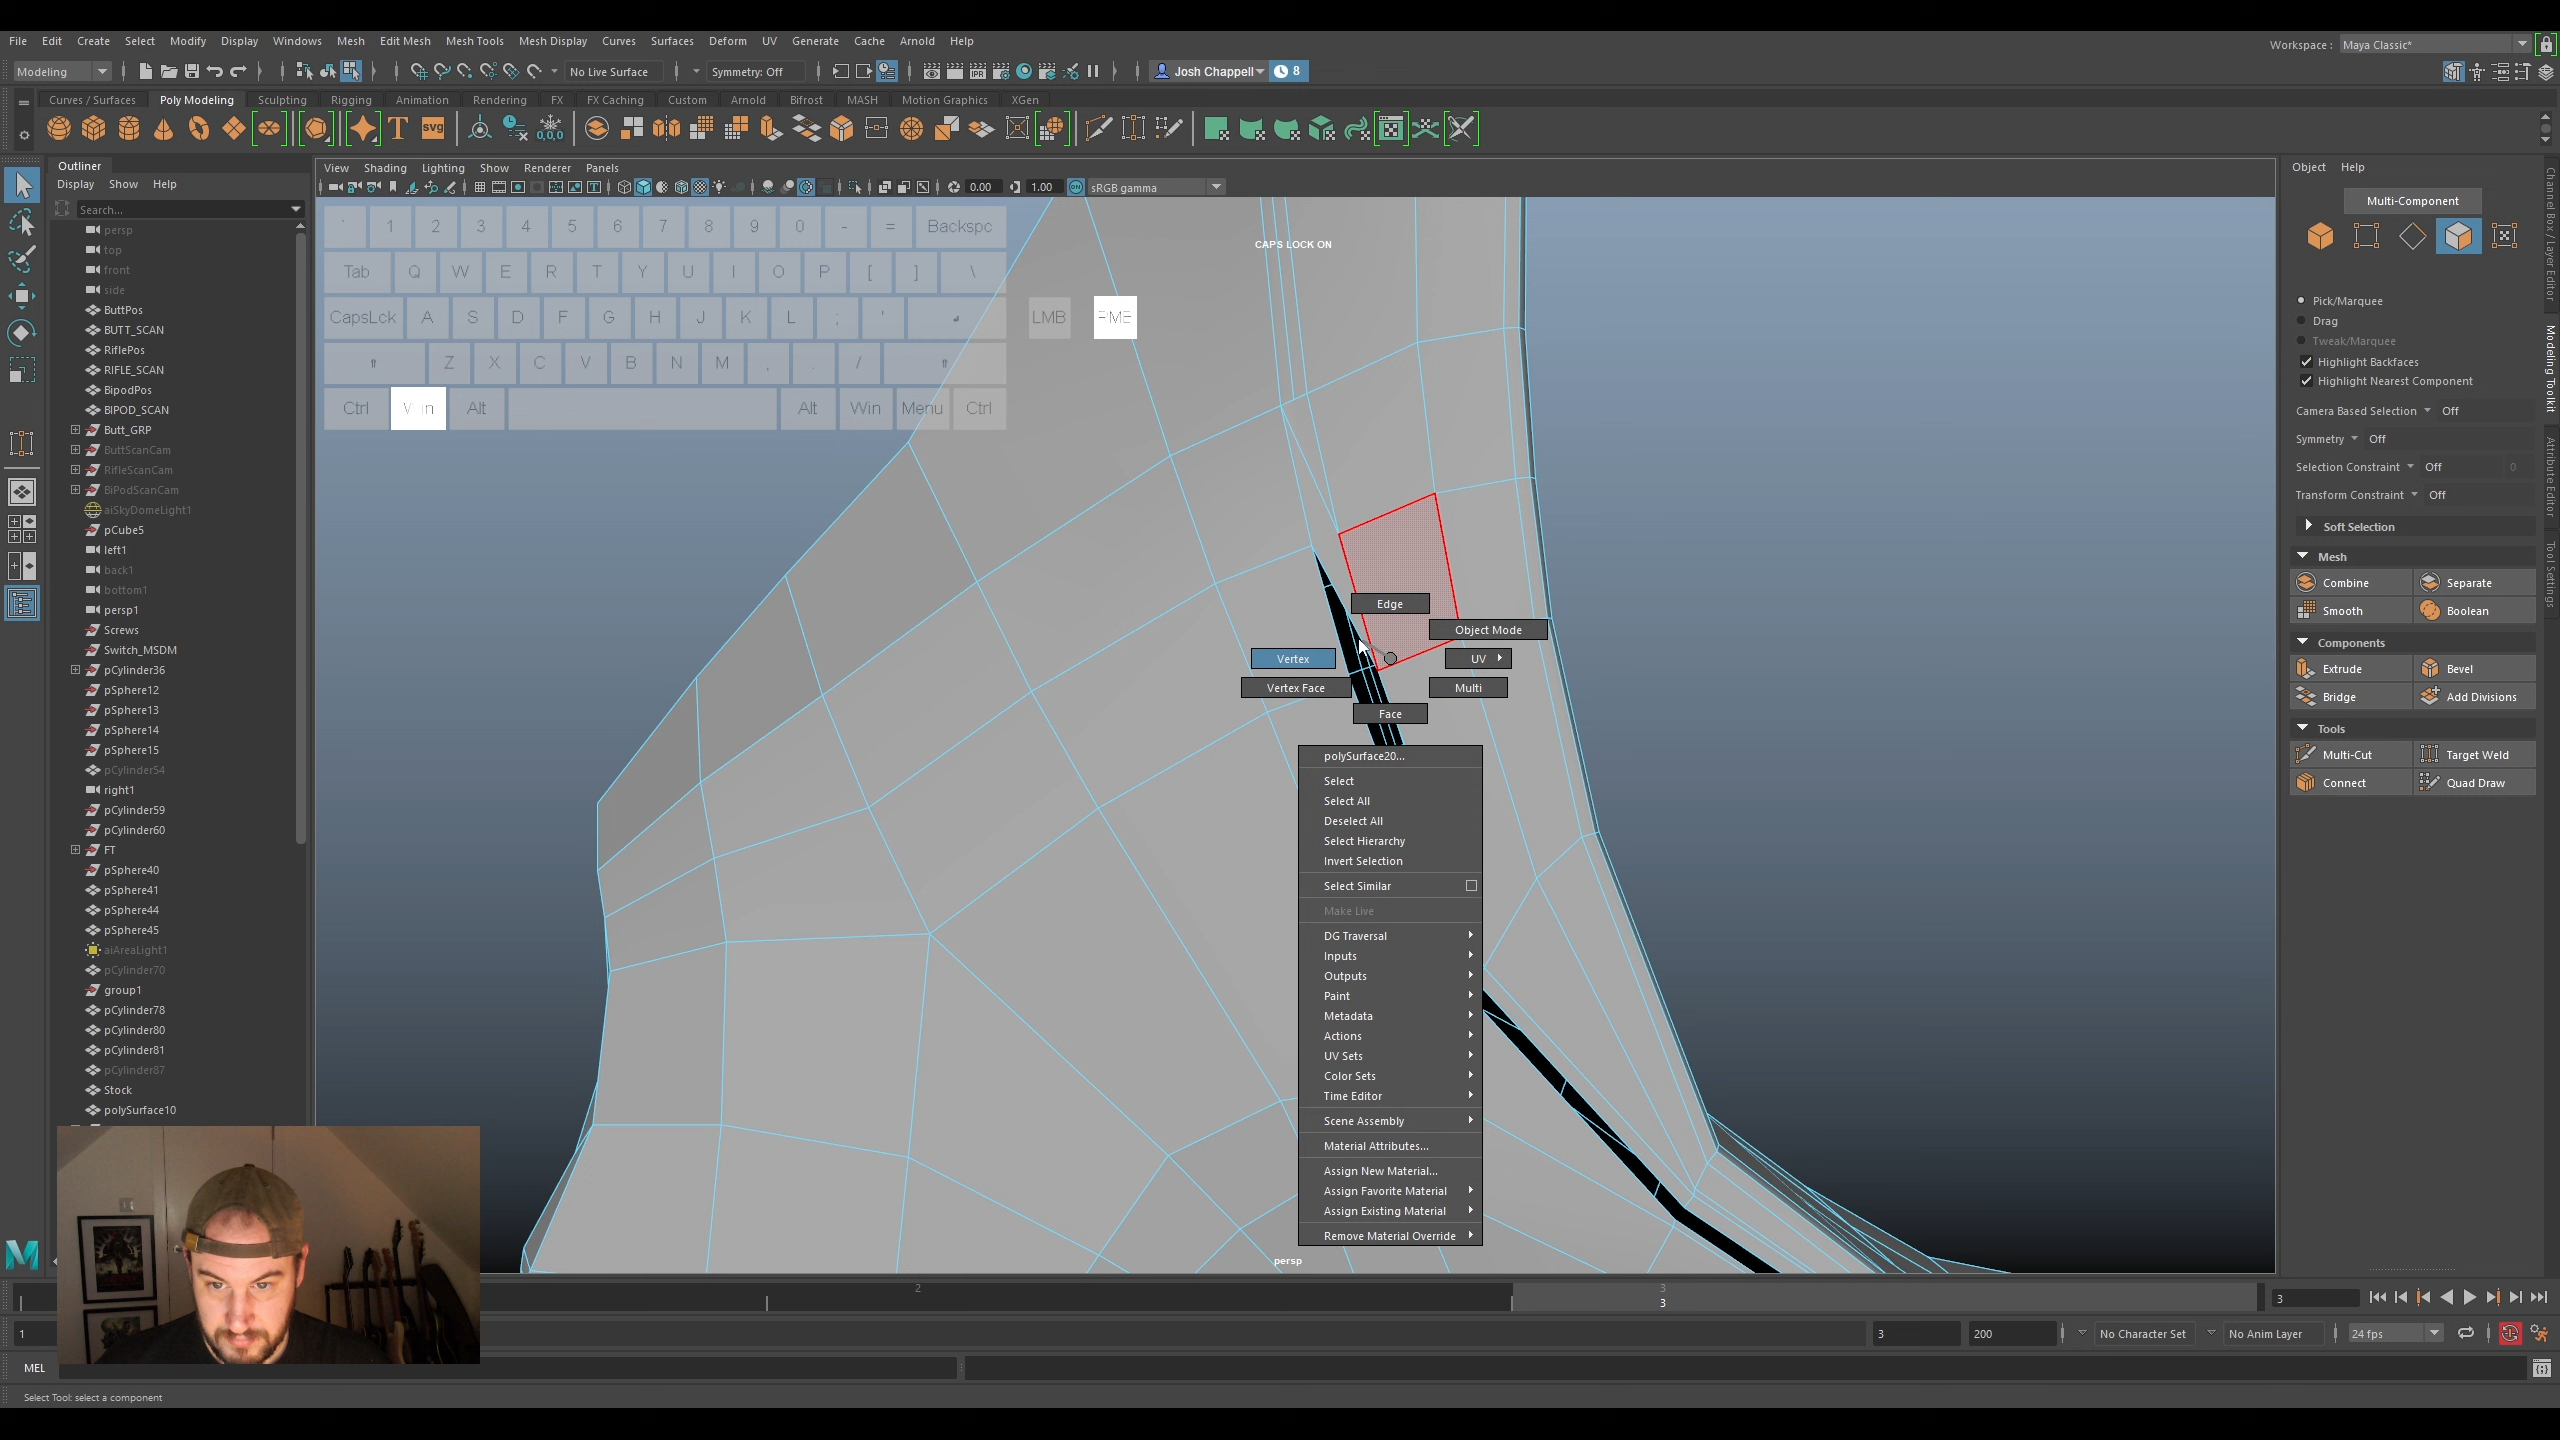 File Edit Create Select Modify Display Windows Mesh Edit Mesh Mesh Tools Mesh Display Curves Surfaces Deform UV Generate Cache Arnold Help
Workspace : Maya Classic*
Modeling No Live Surface Symmetry: Off Josh Chappell 8
Curves / Surfaces Poly Modeling Sculpting Rigging Animation Rendering FX FX Caching Custom Arnold Bifrost MASH Motion Graphics XGen
Outliner
Display Show Help
Search...
persp
top
front
side
ButtPos
BUTT_SCAN
RiflePos
RIFLE_SCAN
BipodPos
BIPOD_SCAN
Butt_GRP
ButtScanCam
RifleScanCam
BiPodScanCam
aiSkyDomeLight1
pCube5
left1
back1
bottom1
persp1
Screws
Switch_MSDM
pCylinder36
pSphere12
pSphere13
pSphere14
pSphere15
pCylinder54
right1
pCylinder59
pCylinder60
FT
pSphere40
pSphere41
pSphere44
pSphere45
aiAreaLight1
pCylinder70
group1
pCylinder78
pCylinder80
pCylinder81
pCylinder87
Stock
polySurface10
View Shading Lighting Show Renderer Panels
0.00 1.00 sRGB gamma
` 1 2 3 4 5 6 7 8 9 0 - = Backspc
Tab Q W E R T Y U I O P [ ] \
CapsLck A S D F G H J K L ; '
LMB
Z X C V B N M , . /
Ctrl Win Alt Alt Win Menu Ctrl
CAPS LOCK ON
Edge
Object Mode
Vertex
UV
Vertex Face
Multi
Face
polySurface20...
Select
Select All
Deselect All
Select Hierarchy
Invert Selection
Select Similar
Make Live
DG Traversal
Inputs
Outputs
Paint
Metadata
Actions
UV Sets
Color Sets
Time Editor
Scene Assembly
Material Attributes...
Assign New Material...
Assign Favorite Material
Assign Existing Material
Remove Material Override
persp
Object Help
Multi-Component
Pick/Marquee
Drag
Tweak/Marquee
Highlight Backfaces
Highlight Nearest Component
Camera Based Selection Off
Symmetry Off
Selection Constraint Off 0
Transform Constraint Off
Soft Selection
Mesh
Combine Separate
Smooth Boolean
Components
Extrude Bevel
Bridge Add Divisions
Tools
Multi-Cut Target Weld
Connect Quad Draw
Channel Box / Layer Editor
Modeling Toolkit
Attribute Editor
Tool Settings
2 3
3
3
1 3 200 No Character Set No Anim Layer 24 fps
MEL
Select Tool: select a component